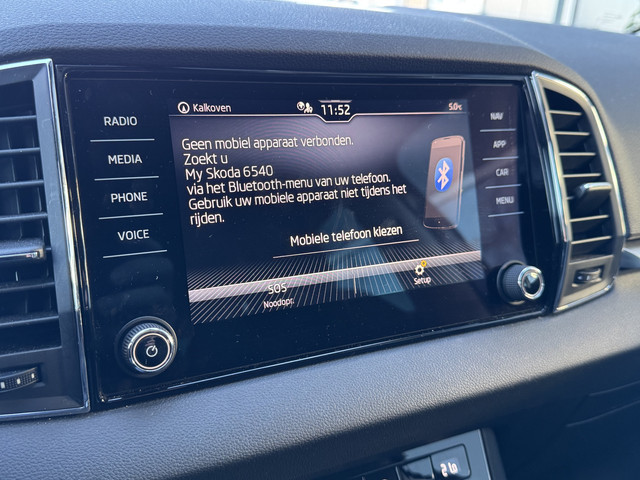 Kalkoven
11:52
5.0°C
RADIO
MEDIA
PHONE
VOICE
Geen mobiel apparaat verbonden.
Zoekt u
My Skoda 6540
via het Bluetooth-menu van uw telefoon.
Gebruik uw mobiele apparaat niet tijdens het
rijden.
Mobiele telefoon kiezen
SOS
Noodopr.
Setup
NAV
APP
CAR
MENU